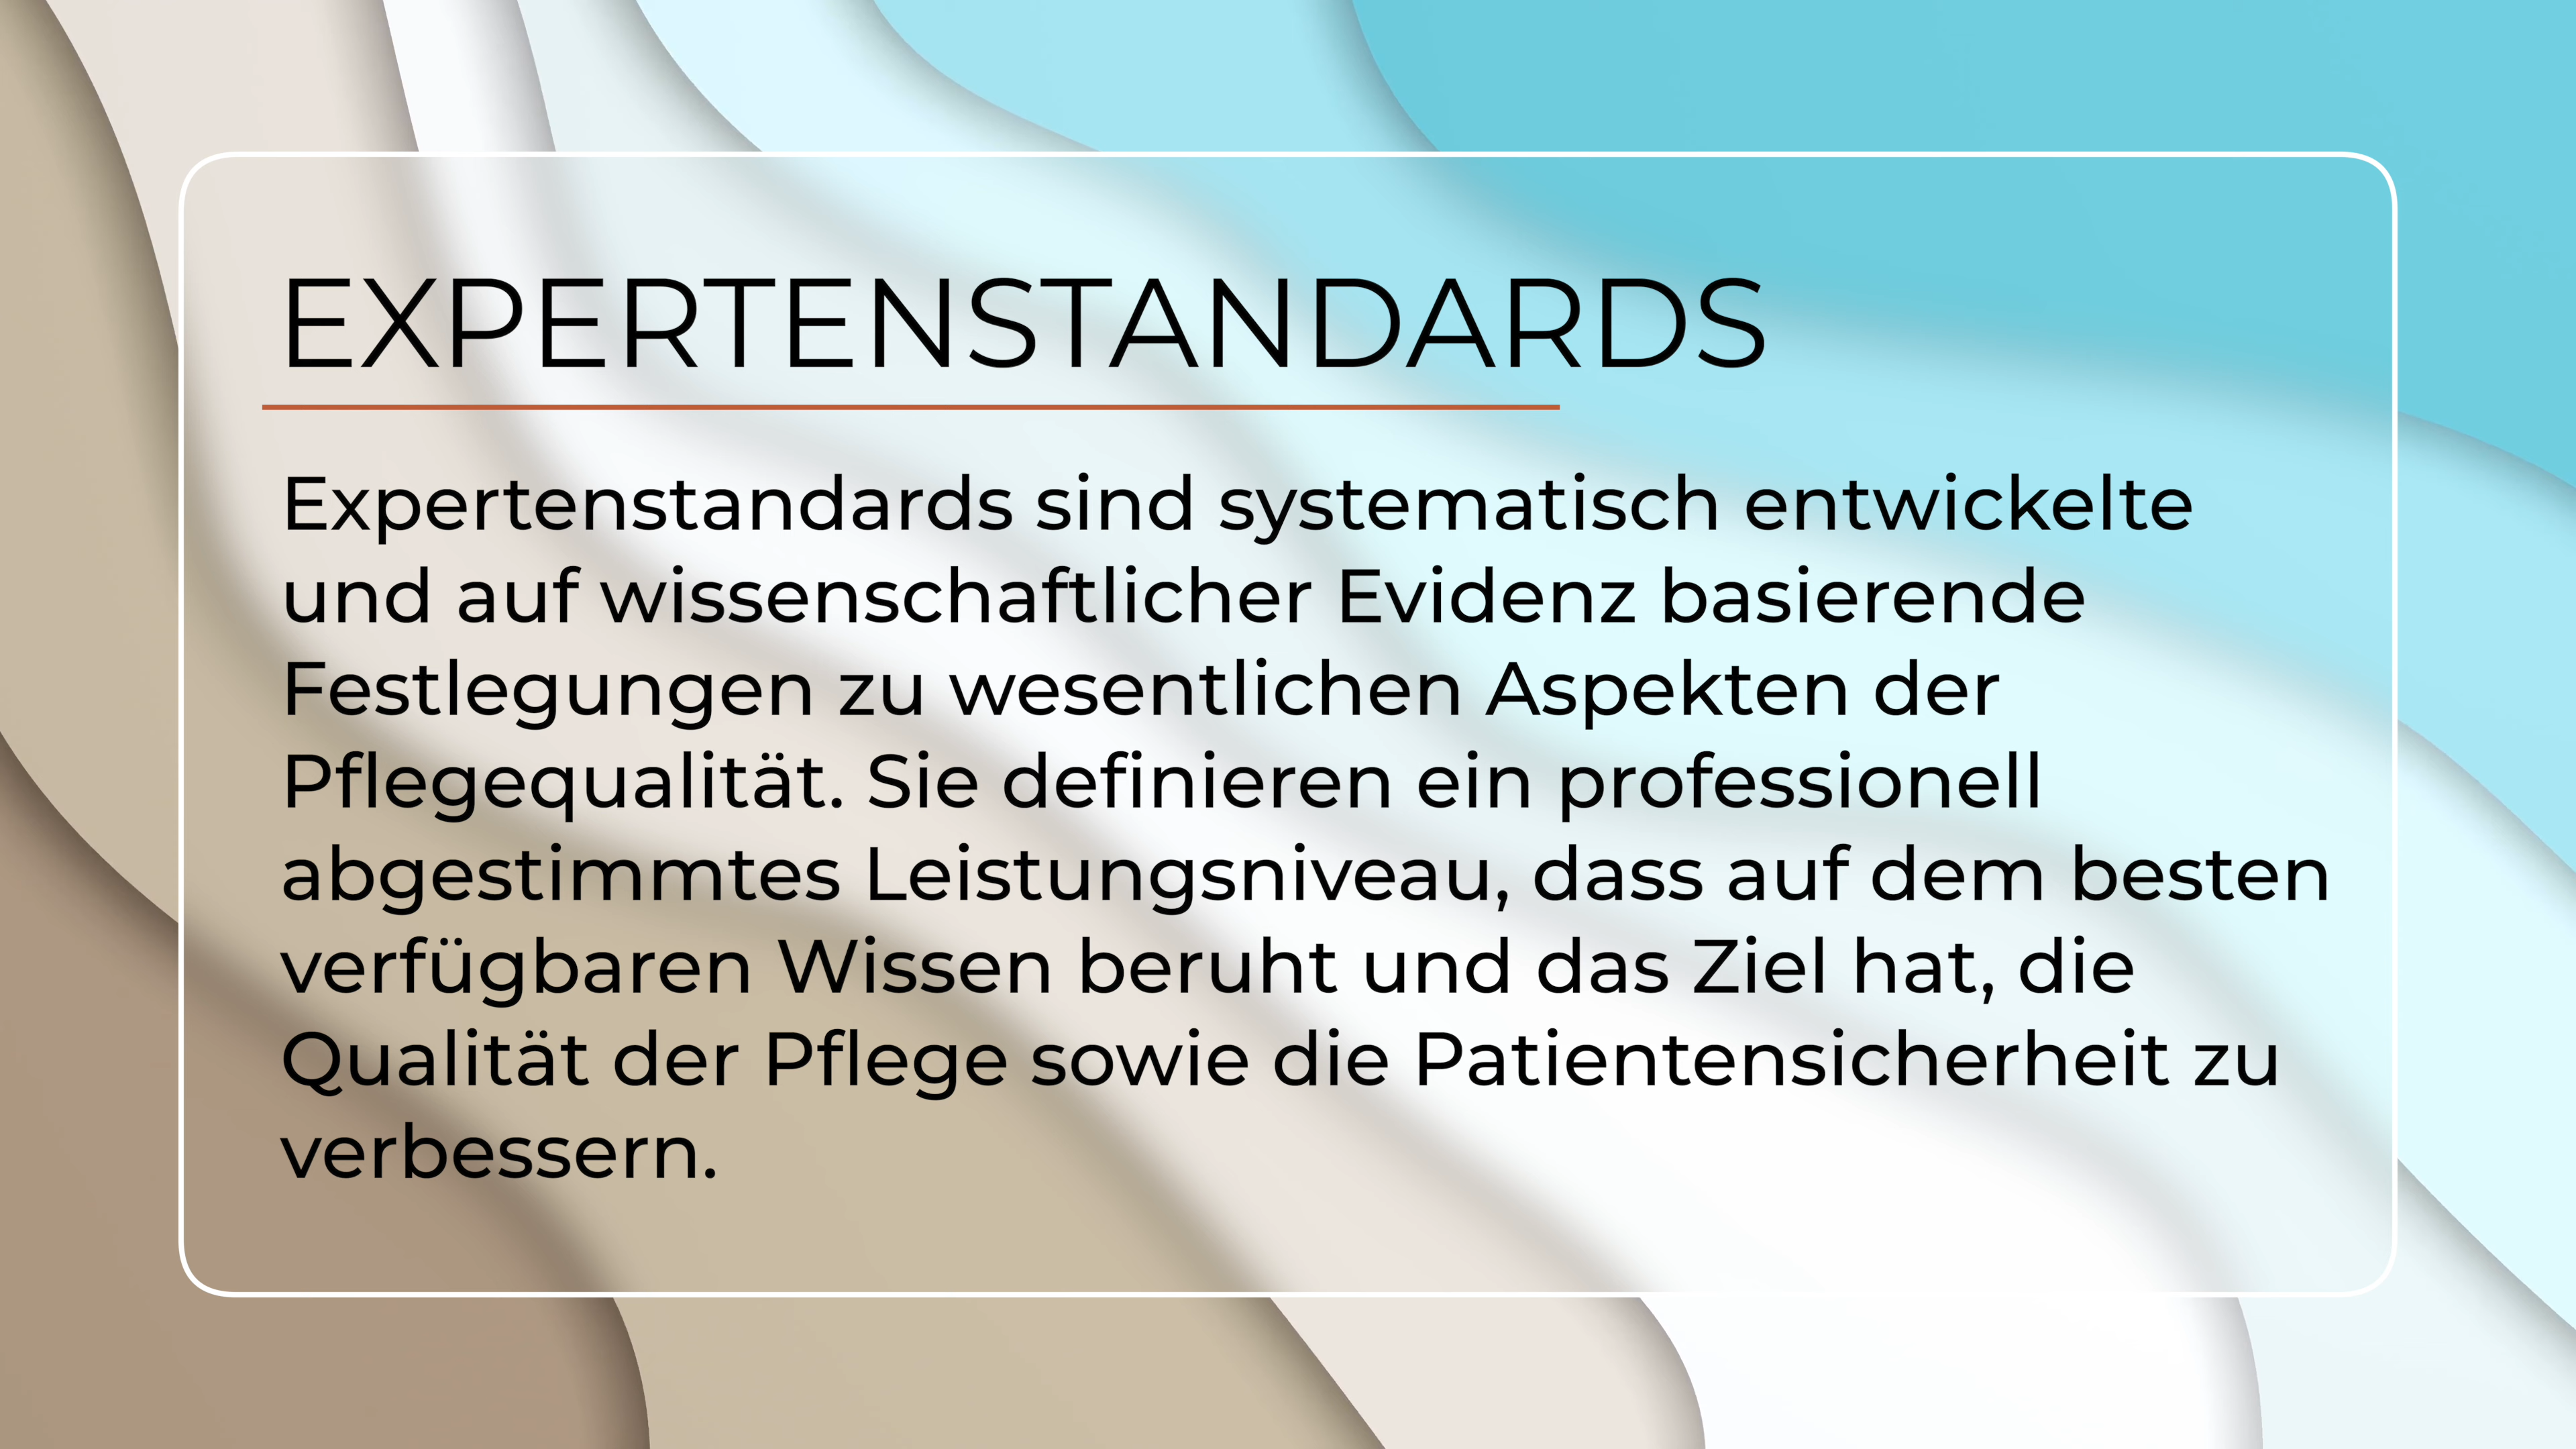 EXPERTENSTANDARDS
Expertenstandards sind systematisch entwickelte
und auf wissenschaftlicher Evidenz basierende
Festlegungen zu wesentlichen Aspekten der
Pflegequalität. Sie definieren ein professionell
abgestimmtes Leistungsniveau, dass auf dem besten
verfügbaren Wissen beruht und das Ziel hat, die
Qualität der Pflege sowie die Patientensicherheit zu
verbessern.